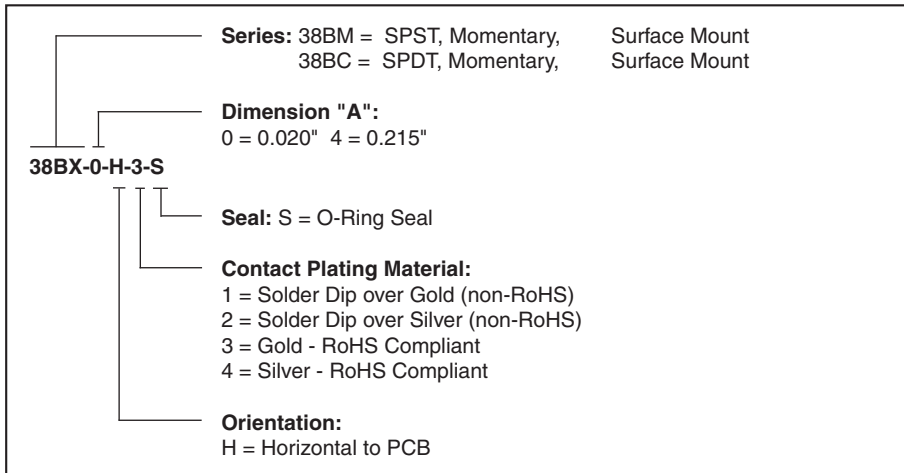 Series: 38BM = SPST, Momentary, Surface Mount
38BC = SPDT, Momentary, Surface Mount
Dimension "A":
0 = 0.020" 4 = 0.215"
38BX-0-H-3-S
Seal: S = O-Ring Seal
Contact Plating Material:
1 = Solder Dip over Gold (non-RoHS)
2 = Solder Dip over Silver (non-RoHS)
3 = Gold - RoHS Compliant
4 = Silver - RoHS Compliant
Orientation:
H = Horizontal to PCB